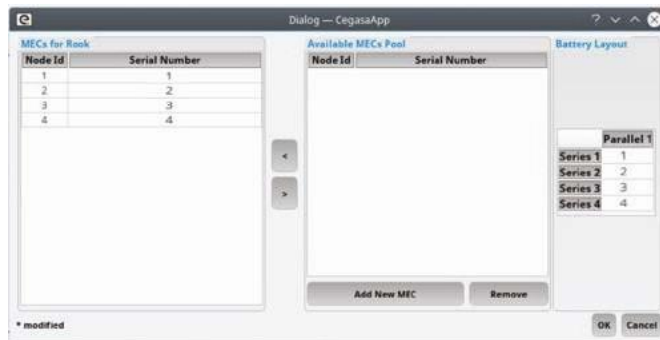 Dialog — CegasaApp
MECs for Rook
Node Id Serial Number
1 1
2 2
3 3
4 4
<
>
Available MECs Pool
Node Id Serial Number
Add New MEC Remove
Battery Layout
Parallel 1
Series 1 1
Series 2 2
Series 3 3
Series 4 4
* modified
OK Cancel